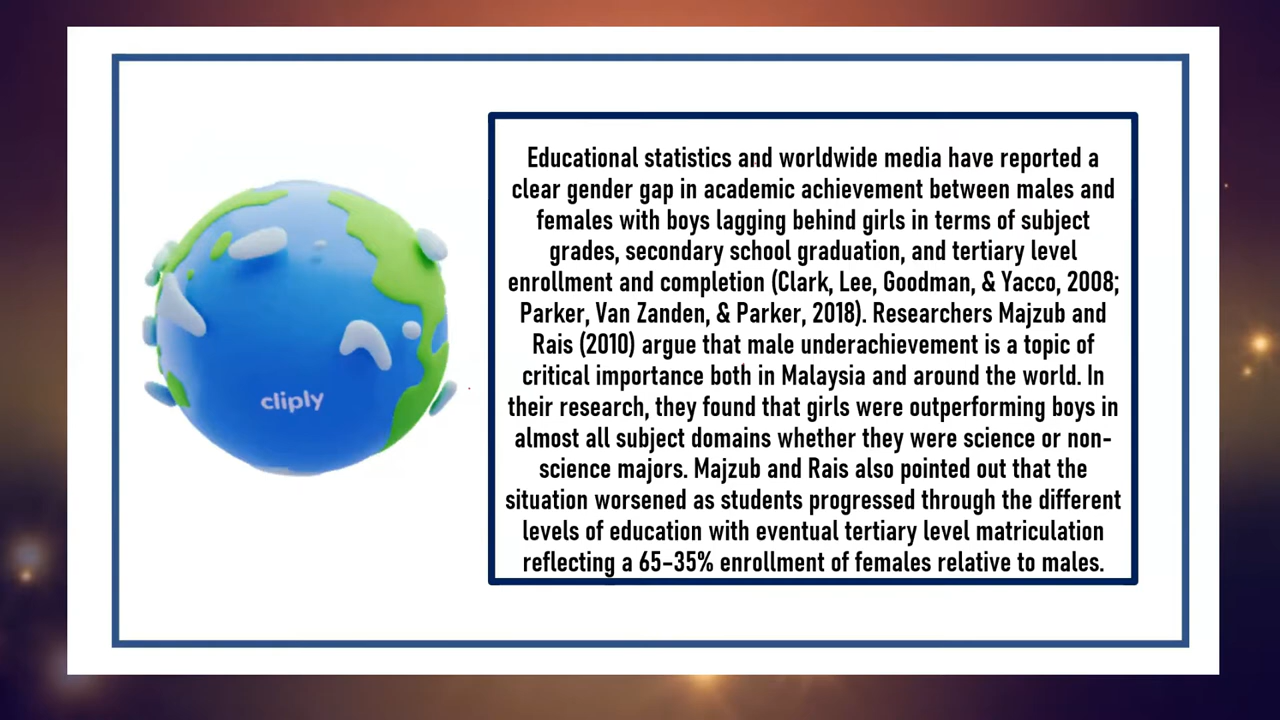 Educational statistics and worldwide media have reported a
clear gender gap in academic achievement between males and
females with boys lagging behind girls in terms of subject
grades, secondary school graduation, and tertiary level
enrollment and completion (Clark, Lee, Goodman, & Yacco, 2008;
Parker, Van Zanden, & Parker, 2018). Researchers Majzub and
Rais (2010) argue that male underachievement is a topic of
critical importance both in Malaysia and around the world. In
their research, they found that girls were outperforming boys in
almost all subject domains whether they were science or non-
science majors. Majzub and Rais also pointed out that the
situation worsened as students progressed through the different
levels of education with eventual tertiary level matriculation
reflecting a 65–35% enrollment of females relative to males.
cliply